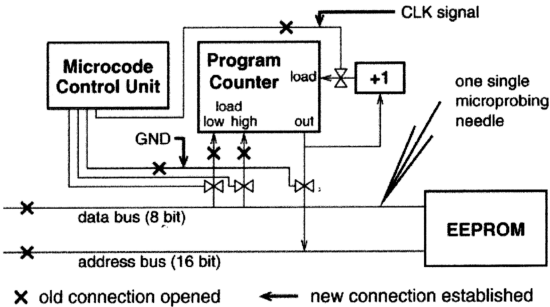 CLK signal
Microcode
Control Unit
Program
Counter
load
+1
load
low high
out
one single
microprobing
needle
GND
data bus (8 bit)
EEPROM
address bus (16 bit)
old connection opened
new connection established